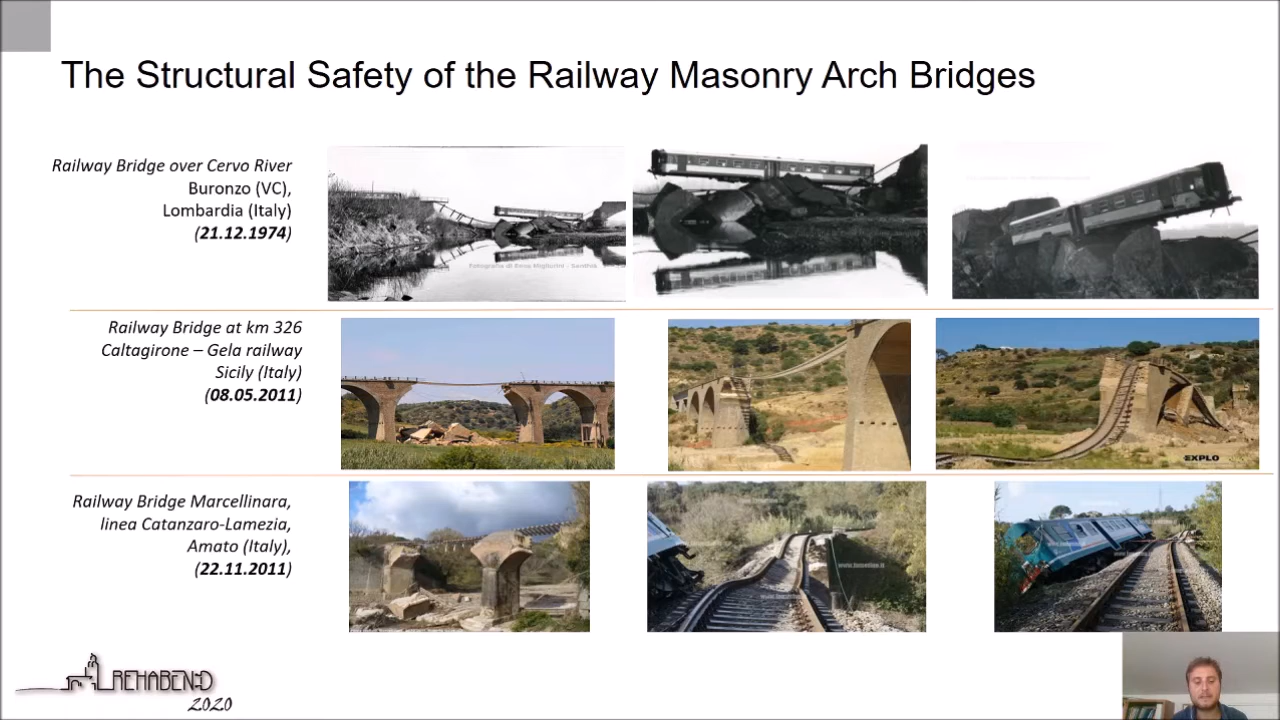 The Structural Safety of the Railway Masonry Arch Bridges
Railway Bridge over Cervo River
Buronzo (VC),
Lombardia (Italy)
(21.12.1974)
Railway Bridge at km 326
Caltagirone – Gela railway
Sicily (Italy)
(08.05.2011)
EXPLO
Railway Bridge Marcellinara,
linea Catanzaro-Lamezia,
Amato (Italy),
(22.11.2011)
REHABEND
2020